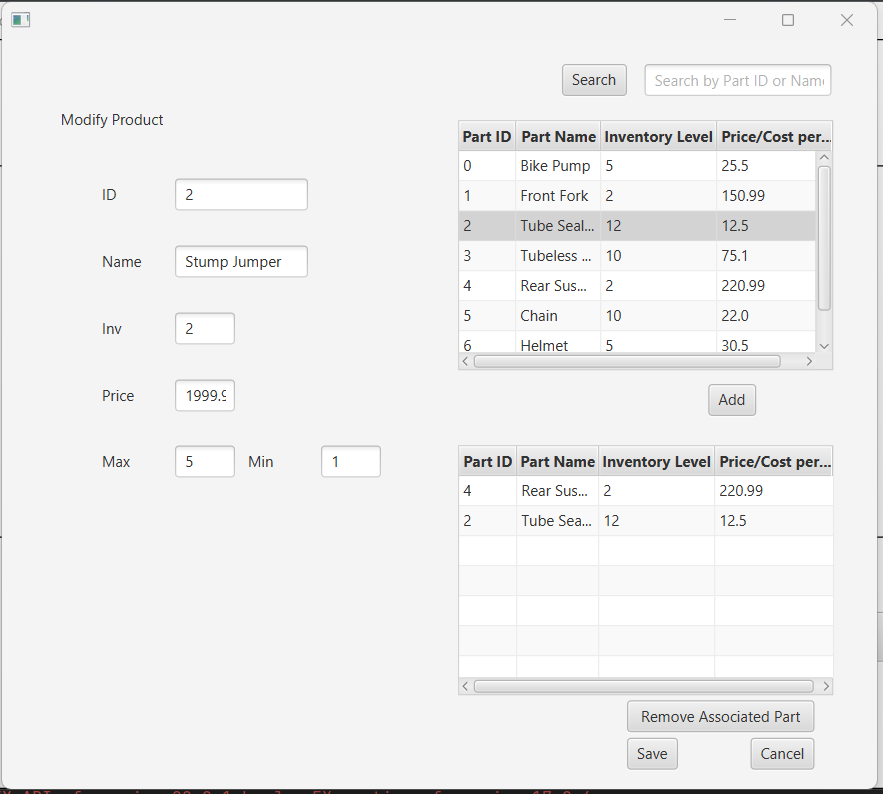 Search Search by Part ID or Name
Modify Product
ID 2
Name Stump Jumper
Inv 2
Price 1999.9
Max 5 Min 1
Part ID Part Name Inventory Level Price/Cost per...
0 Bike Pump 5 25.5
1 Front Fork 2 150.99
2 Tube Seal... 12 12.5
3 Tubeless ... 10 75.1
4 Rear Sus... 2 220.99
5 Chain 10 22.0
6 Helmet 5 30.5
Add
Part ID Part Name Inventory Level Price/Cost per...
4 Rear Sus... 2 220.99
2 Tube Sea... 12 12.5
Remove Associated Part
Save Cancel